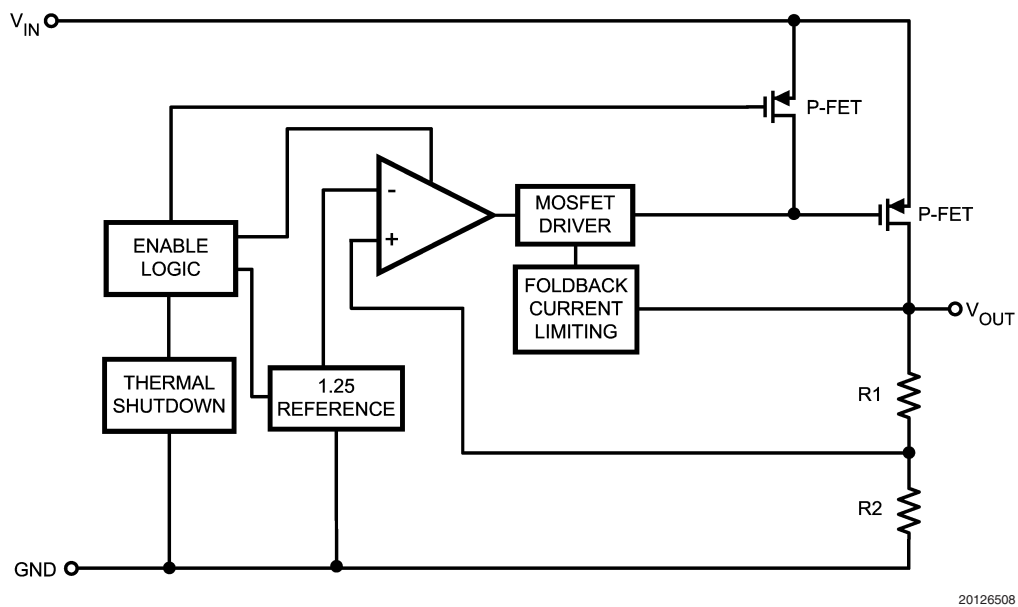 VIN
P-FET
P-FET
-
+
MOSFET
DRIVER
ENABLE
LOGIC
FOLDBACK
CURRENT
LIMITING
VOUT
THERMAL
SHUTDOWN
1.25
REFERENCE
R1
R2
GND
20126508